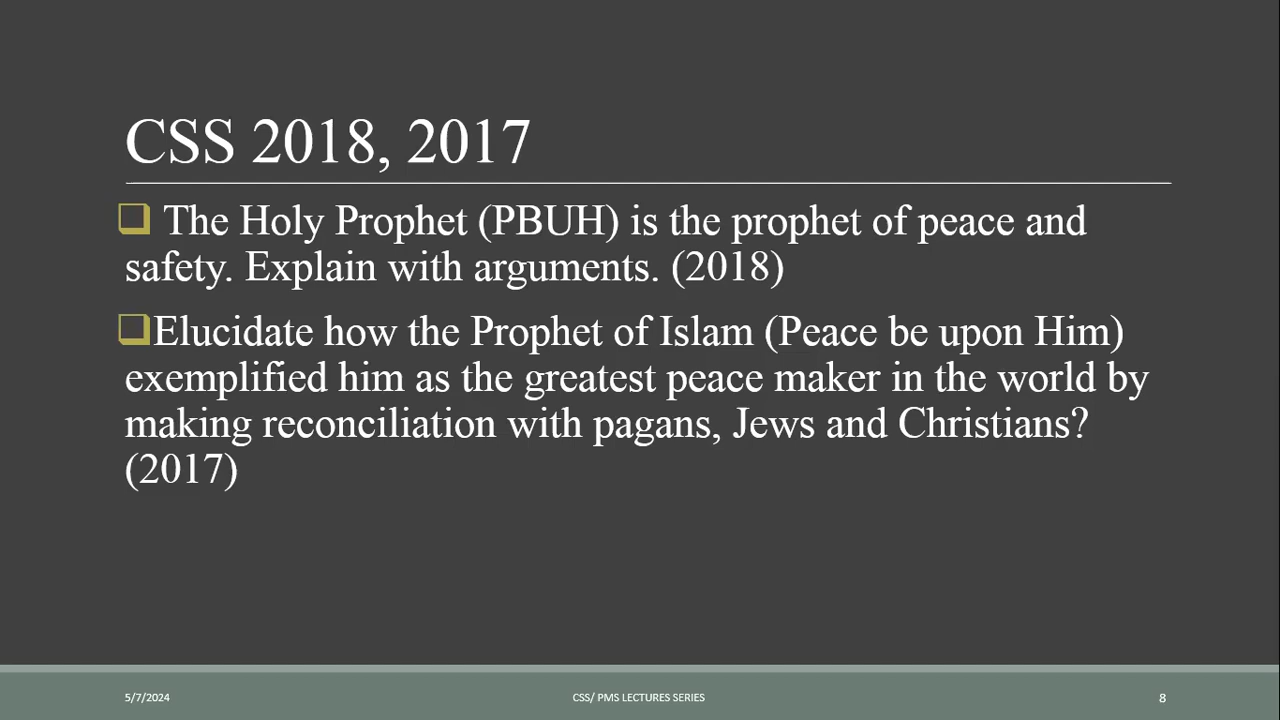 CSS 2018, 2017
The Holy Prophet (PBUH) is the prophet of peace and
safety. Explain with arguments. (2018)
Elucidate how the Prophet of Islam (Peace be upon Him)
exemplified him as the greatest peace maker in the world by
making reconciliation with pagans, Jews and Christians?
(2017)
5/7/2024
CSS/ PMS LECTURES SERIES
8